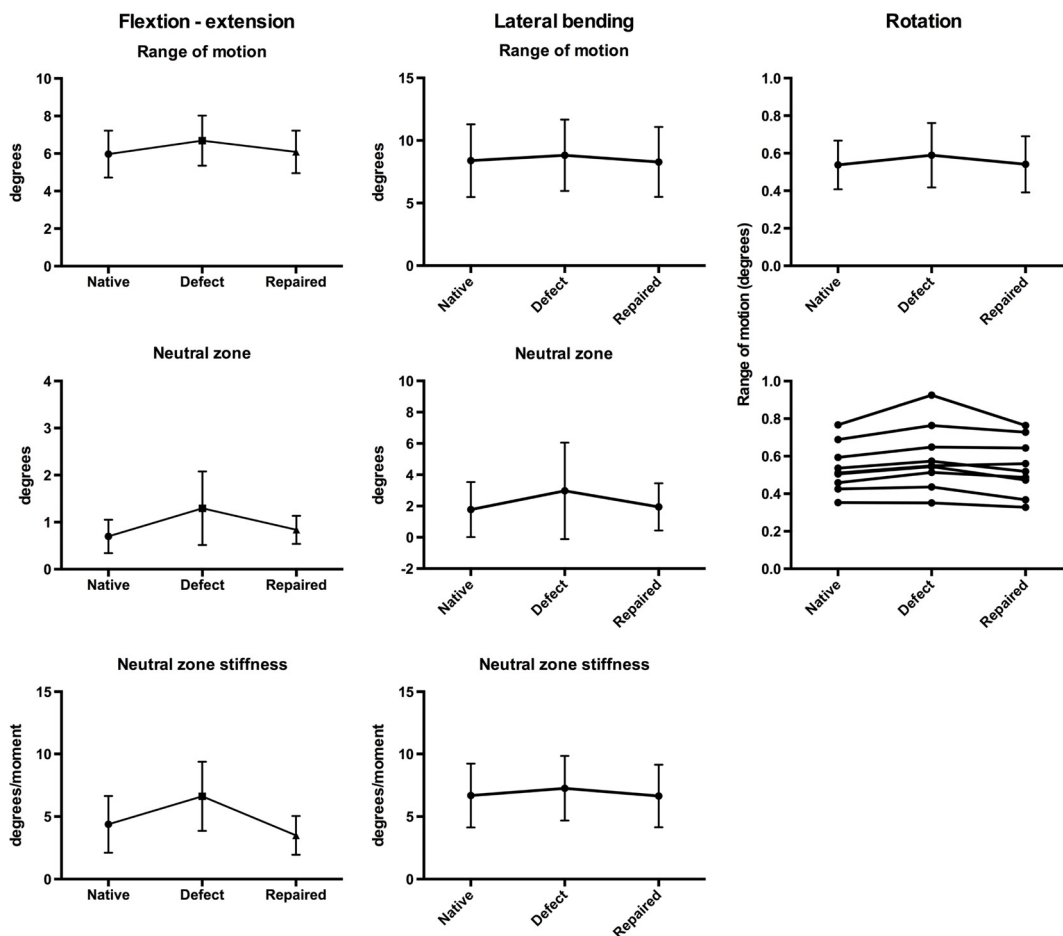 Flextion - extension
Range of motion
degrees
10
8
6
4
2
0
Native Defect Repaired
Neutral zone
degrees
4
3
2
1
0
Native Defect Repaired
Neutral zone stiffness
degrees/moment
15
10
5
0
Native Defect Repaired
Lateral bending
Range of motion
degrees
15
10
5
0
Native Defect Repaired
Neutral zone
degrees
10
8
6
4
2
0
-2
Native Defect Repaired
Neutral zone stiffness
degrees/moment
15
10
5
0
Native Defect Repaired
Rotation
Range of motion (degrees)
1.0
0.8
0.6
0.4
0.2
0.0
Native Defect Repaired
1.0
0.8
0.6
0.4
0.2
0.0
Native Defect Repaired